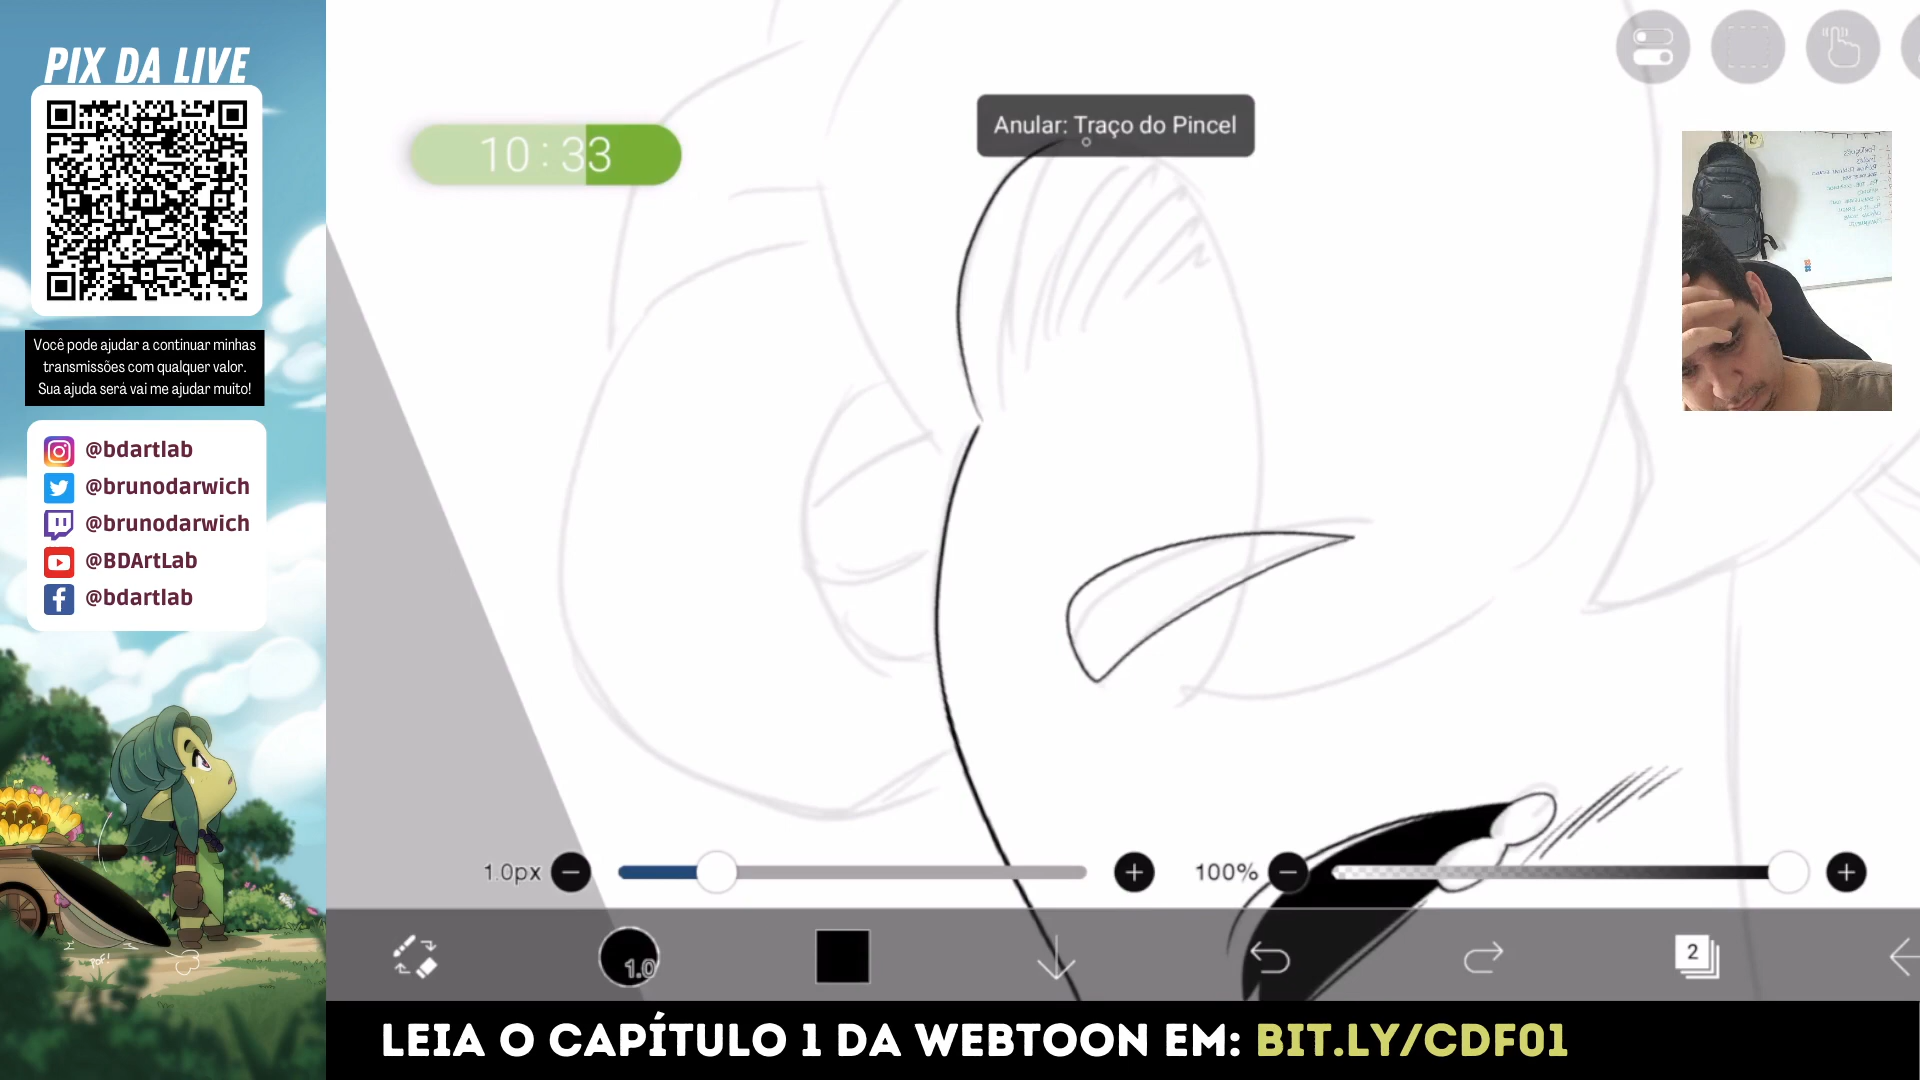 PIX DA LIVE
Você pode ajudar a continuar minhas
transmissões com qualquer valor.
Sua ajuda será vai me ajudar muito!
@bdartlab
@brunodarwich
@brunodarwich
@BDArtLab
@bdartlab
POF!
10:33
Anular: Traço do Pincel
1.0px
100%
1.0
2
LEIA O CAPÍTULO 1 DA WEBTOON EM: BIT.LY/CDF01